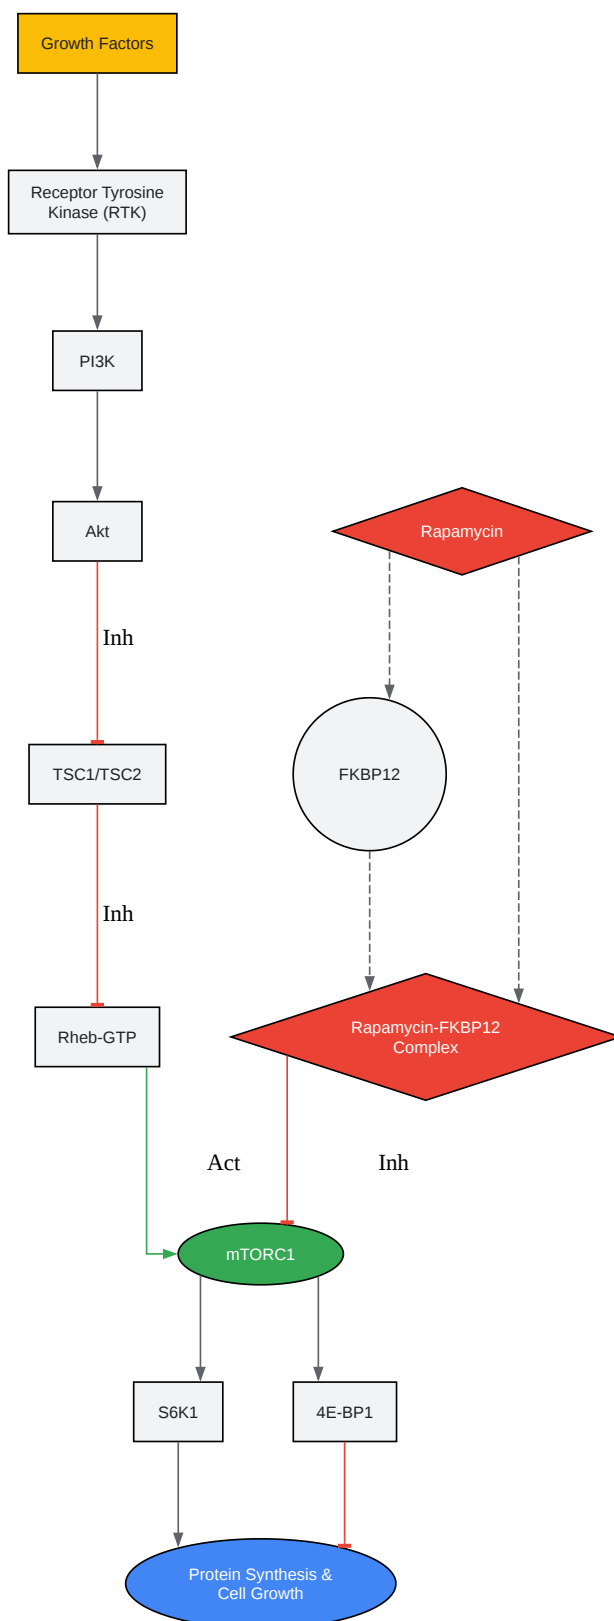 Growth Factors
Receptor Tyrosine
Kinase (RTK)
PI3K
Akt
Rapamycin
Inh
TSC1/TSC2
FKBP12
Inh
Rheb-GTP
Rapamycin-FKBP12
Complex
Act
Inh
mTORC1
S6K1
4E-BP1
Protein Synthesis &
Cell Growth